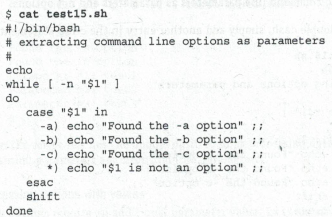 $ cat test15.sh
#!/bin/bash
# extracting command line options as parameters
#
echo
while [ -n "$1" ]
do
   case "$1" in
     -a) echo "Found the -a option" ;;
     -b) echo "Found the -b option" ;;
     -c) echo "Found the -c option" ;;
      *) echo "$1 is not an option" ;;
   esac
   shift
done